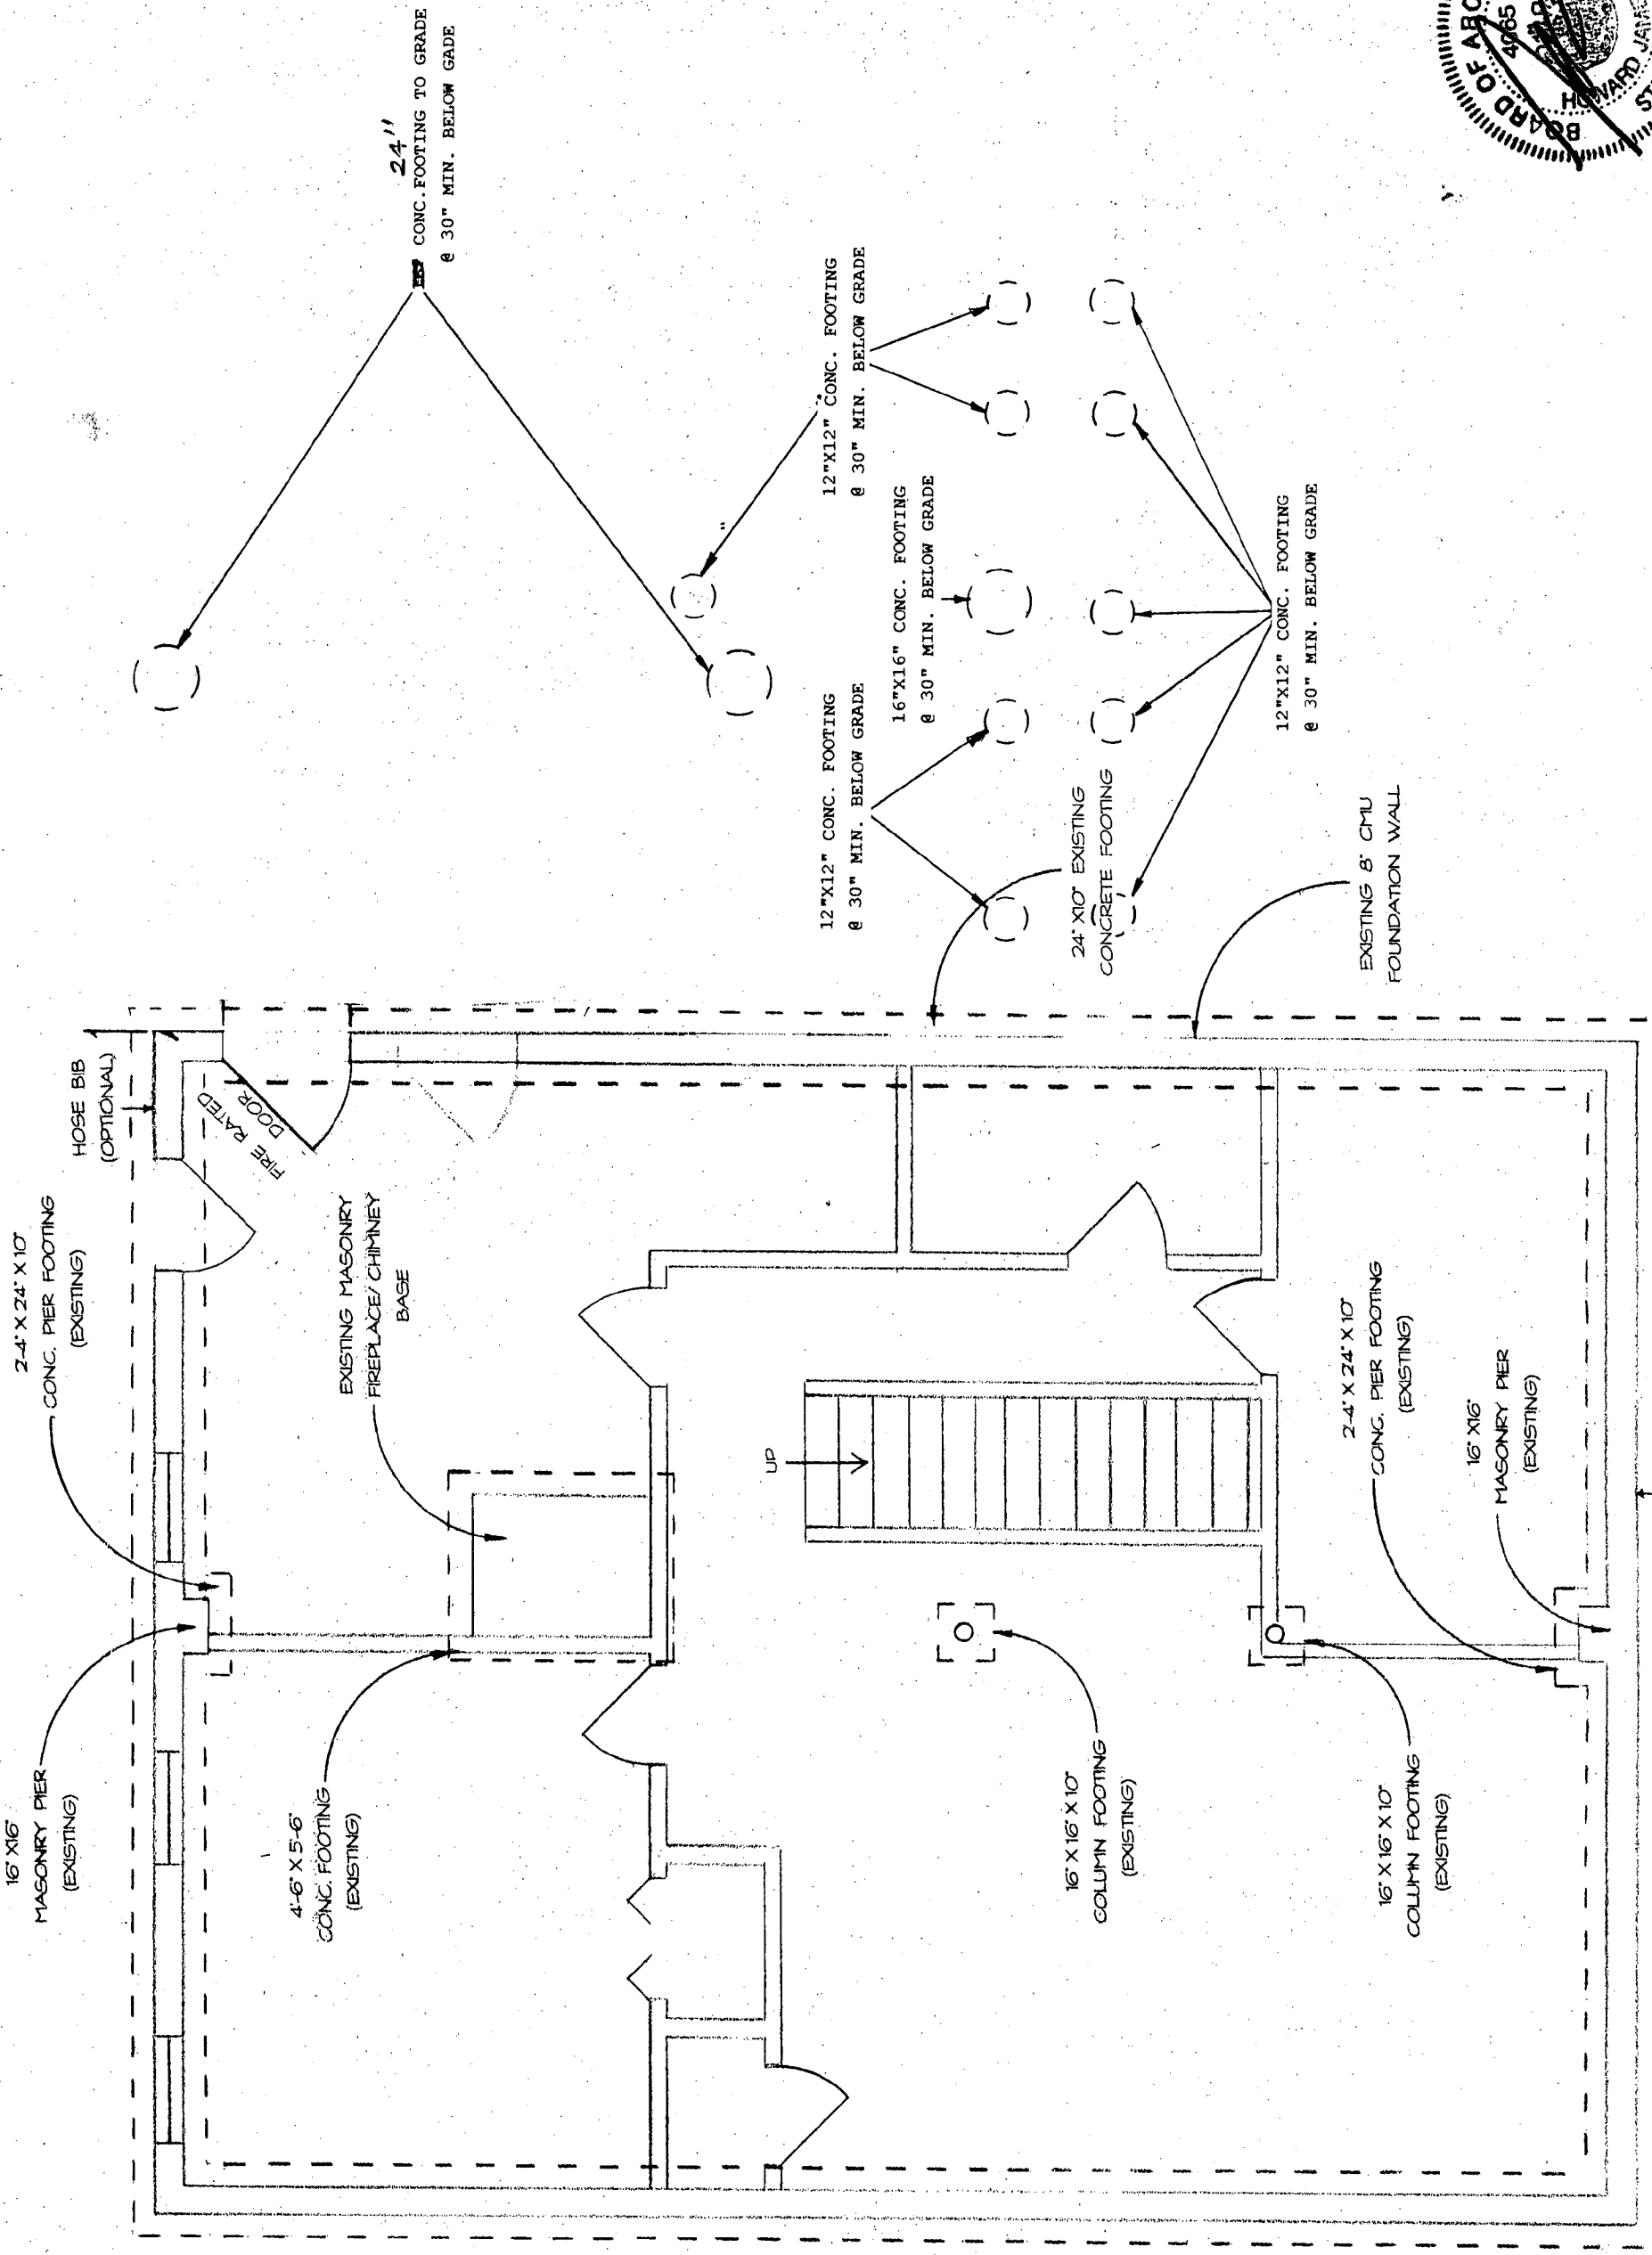 16" X16"
MASONRY PIER
(EXISTING)
2'-4" X 24" X 10"
CONC. PIER FOOTING
(EXISTING)
HOSE BIB
(OPTIONAL)
FIRE RATED
DOOR
4'-6" X 5'-6"
CONC. FOOTING
(EXISTING)
EXISTING MASONRY
FIREPLACE/ CHIMNEY
BASE
24"
CONC. FOOTING TO GRADE
@ 30" MIN. BELOW GADE
UP
12"X12" CONC. FOOTING
@ 30" MIN. BELOW GRADE
12"X12" CONC. FOOTING
@ 30" MIN. BELOW GRADE
16"X16" CONC. FOOTING
@ 30" MIN. BELOW GRADE
24" X10" EXISTING
CONCRETE FOOTING
16" X 16" X 10"
COLUMN FOOTING
(EXISTING)
12"X12" CONC. FOOTING
@ 30" MIN. BELOW GRADE
16" X 16" X 10"
COLUMN FOOTING
(EXISTING)
2'-4" X 24" X 10"
CONC. PIER FOOTING
(EXISTING)
EXISTING 8" CMU
FOUNDATION WALL
16" X16"
MASONRY PIER
(EXISTING)
BOARD OF
4065
HOWARD